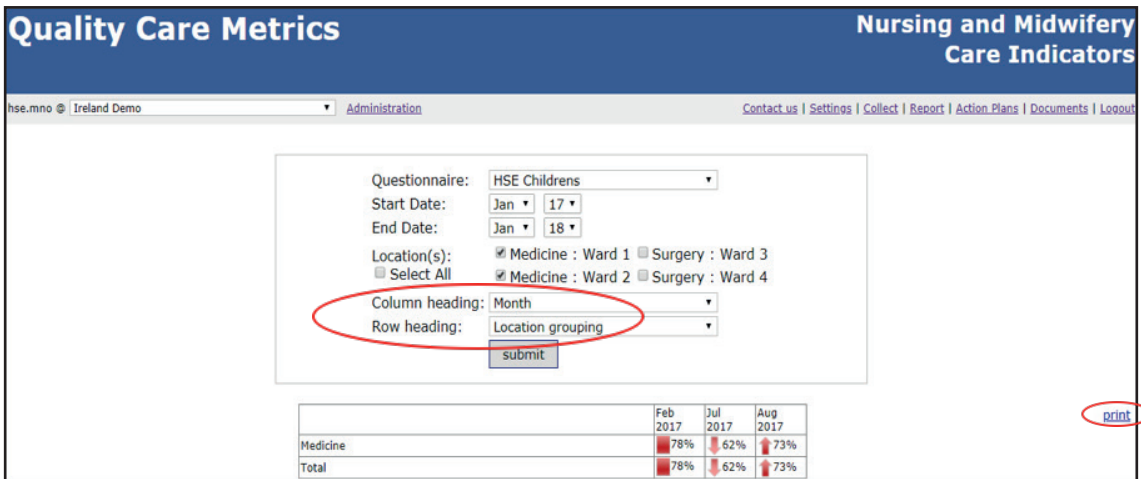 Quality Care Metrics
Nursing and Midwifery
Care Indicators
hse.mno @ Ireland Demo Administration Contact us | Settings | Collect | Report | Action Plans | Documents | Logout
Questionnaire: HSE Childrens
Start Date: Jan 17
End Date: Jan 18
Location(s): Medicine : Ward 1 Surgery : Ward 3
Select All Medicine : Ward 2 Surgery : Ward 4
Column heading: Month
Row heading: Location grouping
submit
print
Feb 2017 Jul 2017 Aug 2017
Medicine 78% 62% 73%
Total 78% 62% 73%